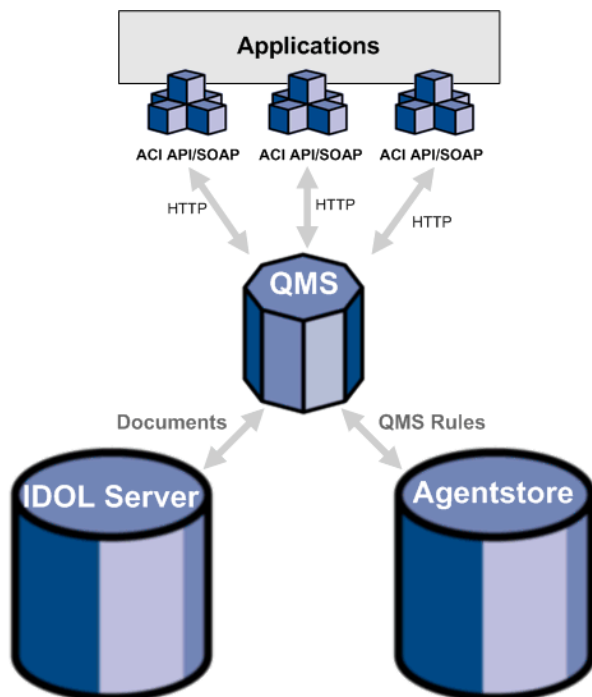 Applications
ACI API/SOAP ACI API/SOAP ACI API/SOAP
HTTP HTTP HTTP
QMS
Documents QMS Rules
IDOL Server Agentstore